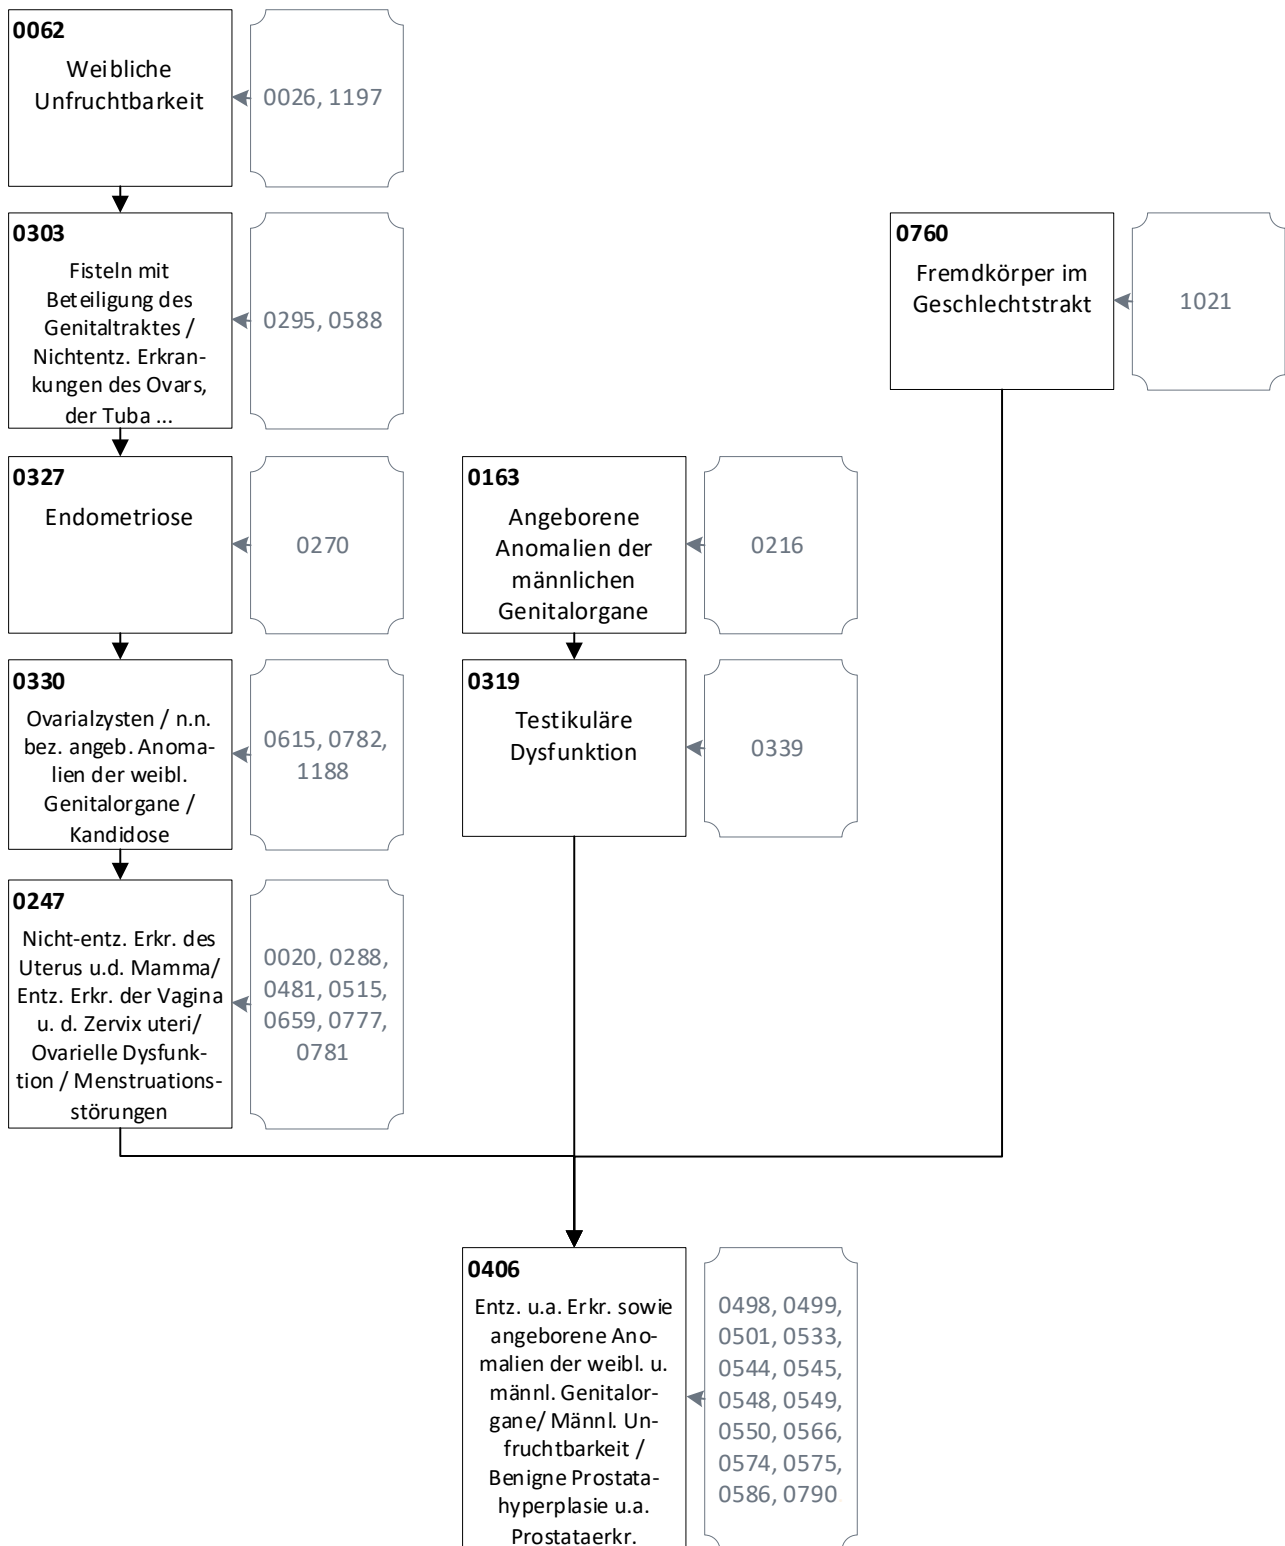 0062
Weibliche
Unfruchtbarkeit
0026, 1197
0303
Fisteln mit
Beteiligung des
Genitaltraktes /
Nichtentz. Erkran-
kungen des Ovars,
der Tuba ...
0295, 0588
0760
Fremdkörper im
Geschlechtstrakt
1021
0327
Endometriose
0270
0163
Angeborene
Anomalien der
männlichen
Genitalorgane
0216
0330
Ovarialzysten / n.n.
bez. angeb. Anoma-
lien der weibl.
Genitalorgane /
Kandidose
0615, 0782,
1188
0319
Testikuläre
Dysfunktion
0339
0247
Nicht-entz. Erkr. des
Uterus u.d. Mamma/
Entz. Erkr. der Vagina
u. d. Zervix uteri/
Ovarielle Dysfunk-
tion / Menstruations-
störungen
0020, 0288,
0481, 0515,
0659, 0777,
0781
0406
Entz. u.a. Erkr. sowie
angeborene Ano-
malien der weibl. u.
männl. Genitalor-
gane/ Männl. Un-
fruchtbarkeit /
Benigne Prostata-
hyperplasie u.a.
Prostataerkr.
0498, 0499,
0501, 0533,
0544, 0545,
0548, 0549,
0550, 0566,
0574, 0575,
0586, 0790